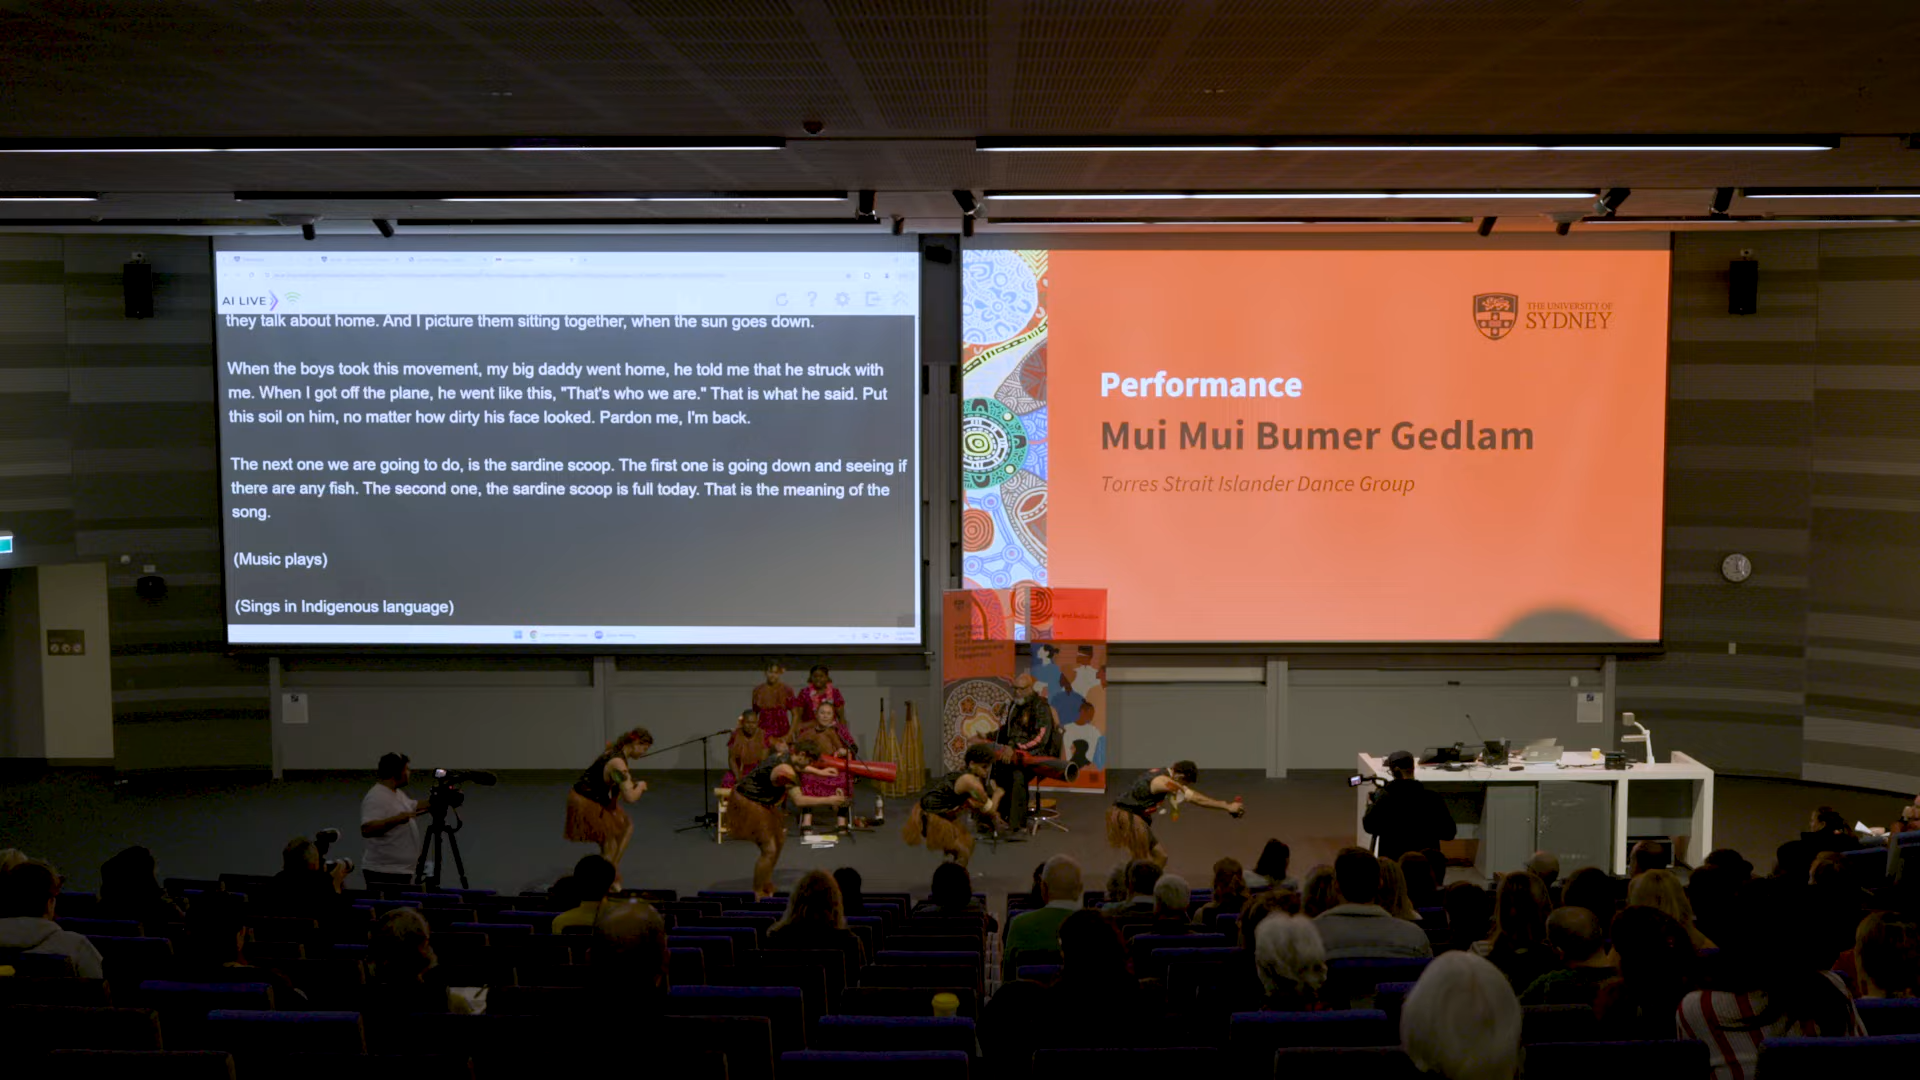 AI LIVE
they talk about home. And I picture them sitting together, when the sun goes down.
When the boys took this movement, my big daddy went home, he told me that he struck with
me. When I got off the plane, he went like this, "That's who we are." That is what he said. Put
this soil on him, no matter how dirty his face looked. Pardon me, I'm back.
The next one we are going to do, is the sardine scoop. The first one is going down and seeing if
there are any fish. The second one, the sardine scoop is full today. That is the meaning of the
song.
(Music plays)
(Sings in Indigenous language)
THE UNIVERSITY OF
SYDNEY
Performance
Mui Mui Bumer Gedlam
Torres Strait Islander Dance Group